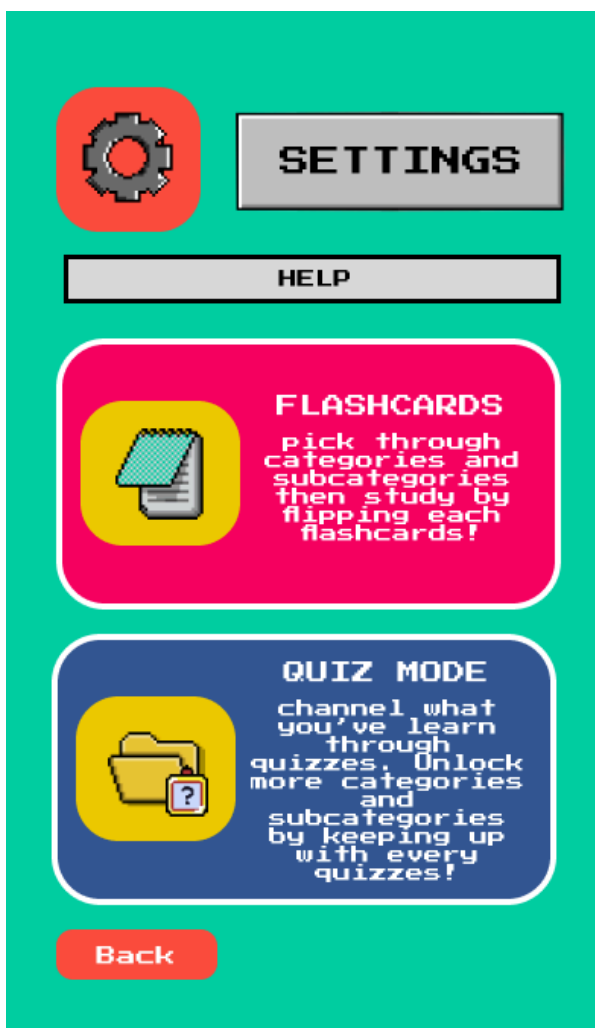 SETTINGS
HELP
FLASHCARDS
pick through
categories and
subcategories
then study by
flipping each
flashcards!
QUIZ MODE
channel what
you've learn
through
quizzes. Unlock
more categories
and
subcategories
by keeping up
with every
quizzes!
?
Back